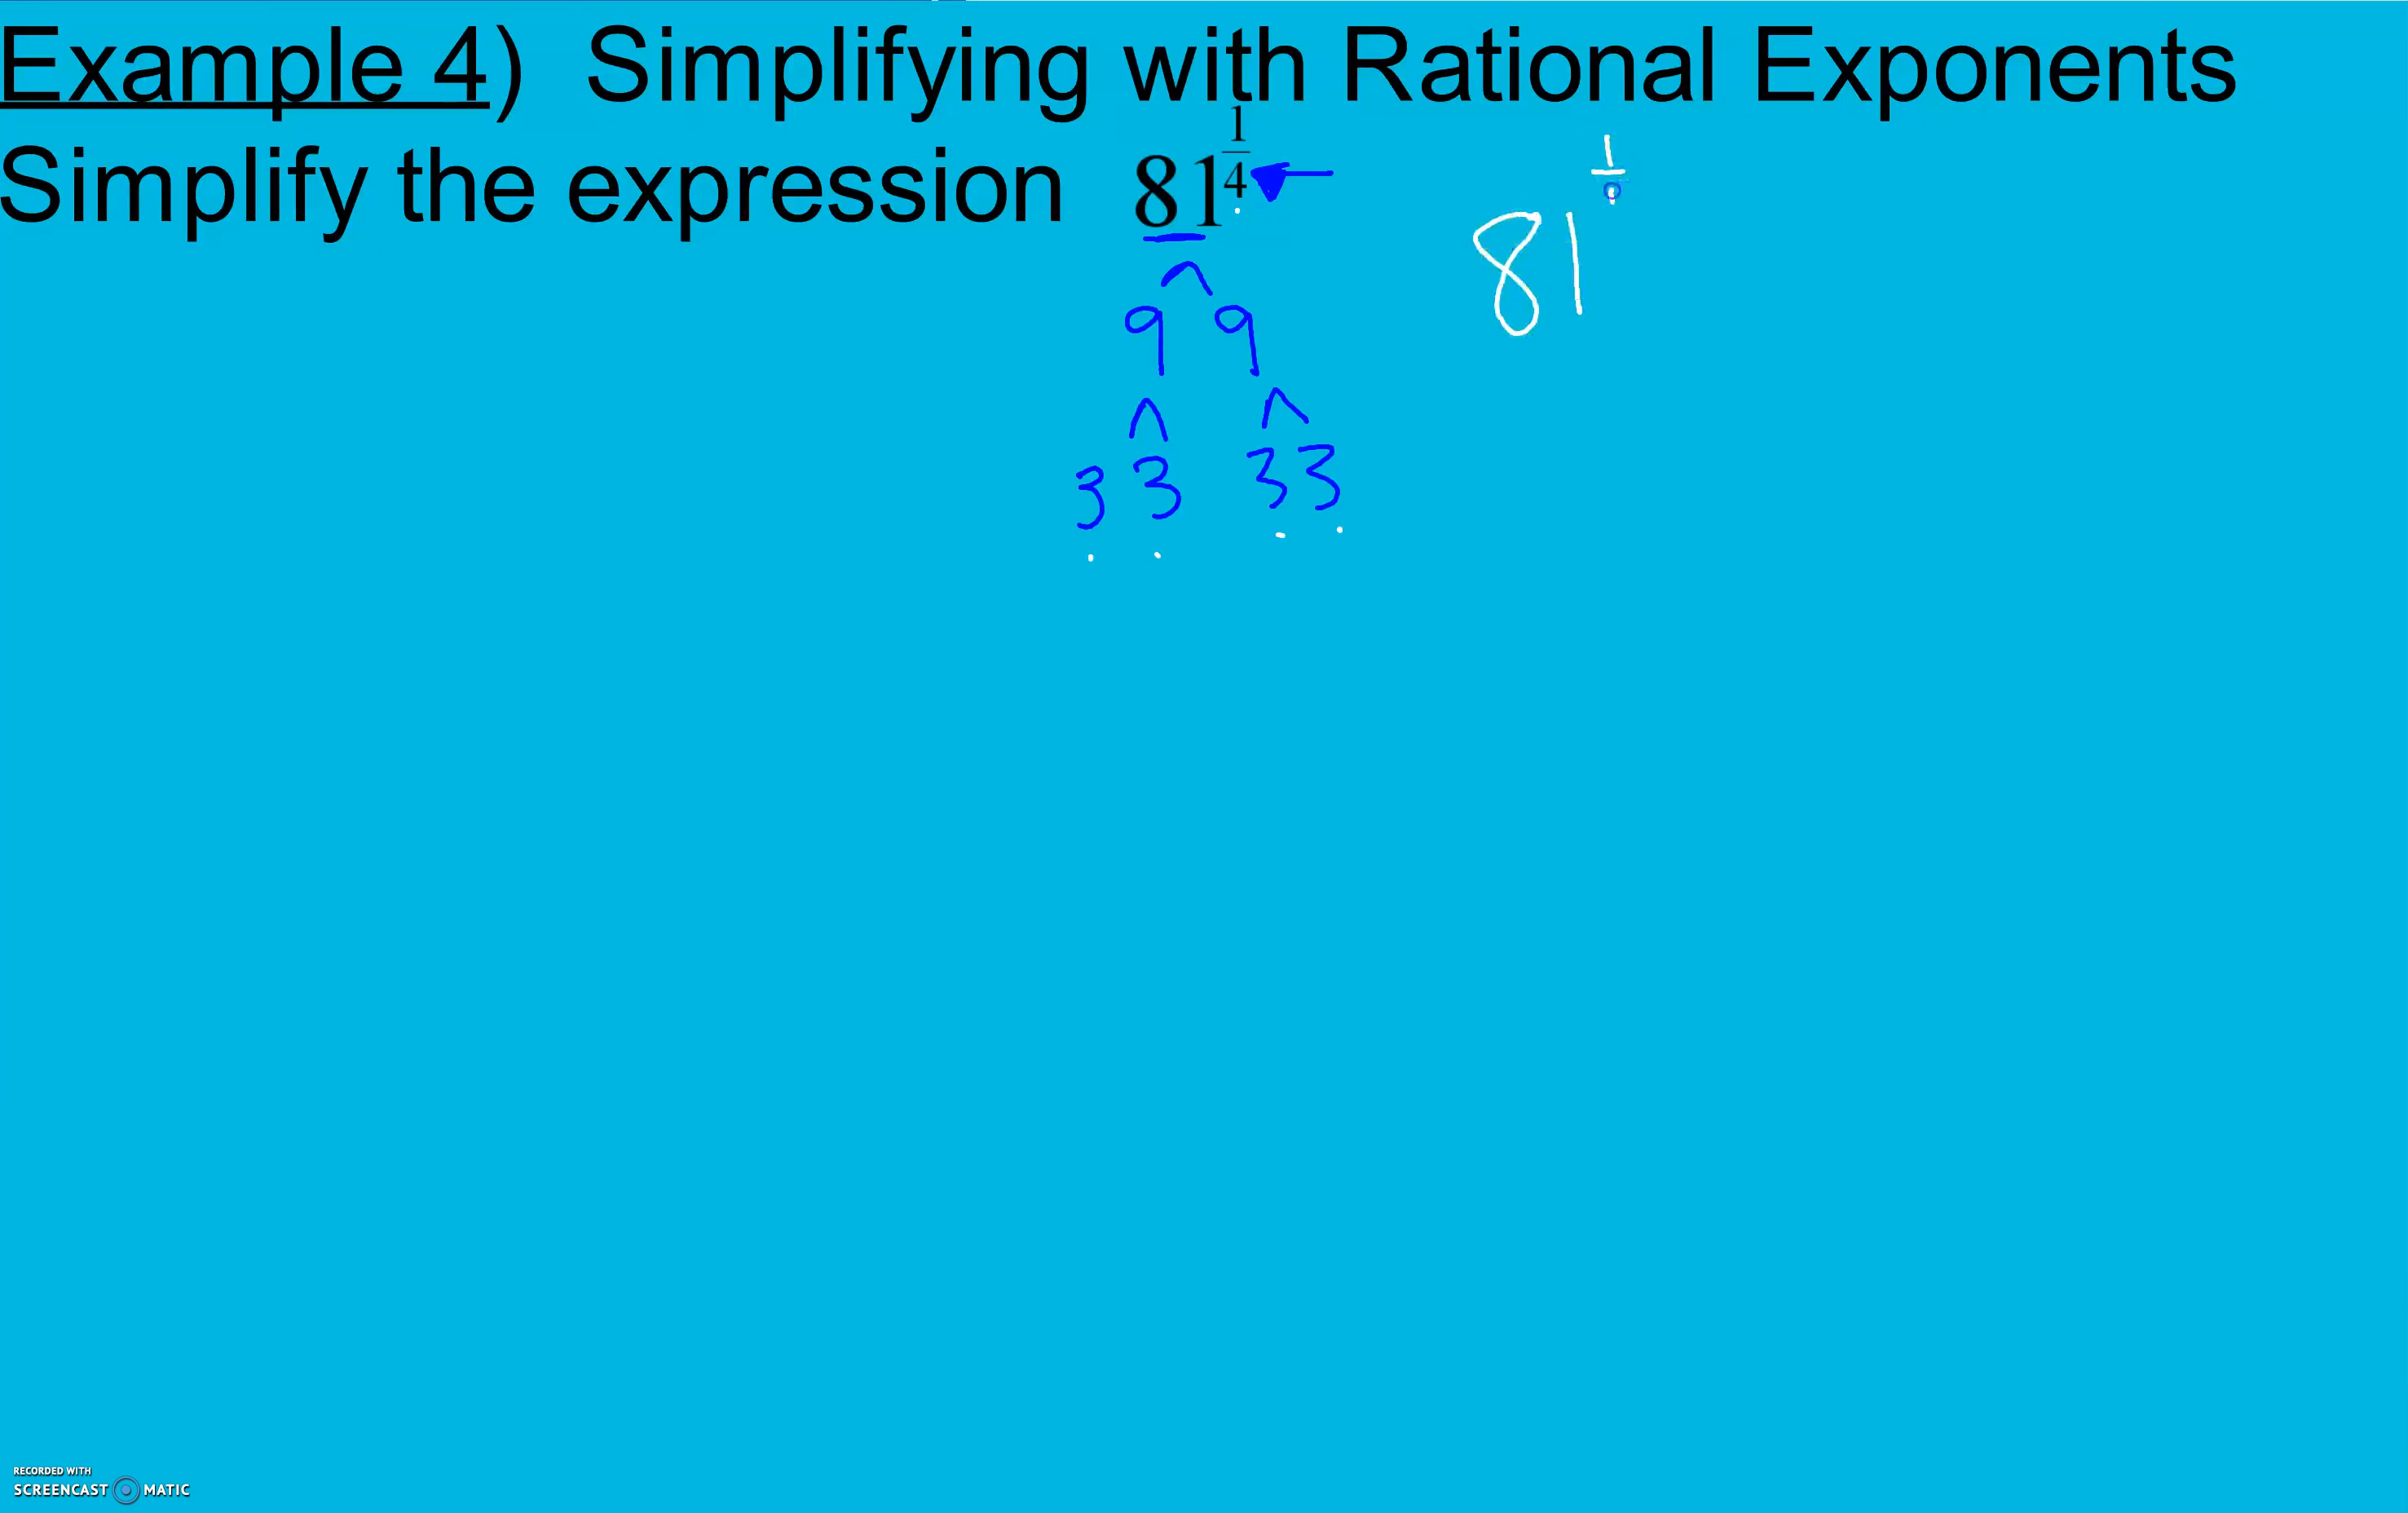 Example 4) Simplifying with Rational Exponents
Simplify the expression 81^(1/4)
81^(1/
9 9
3 3 3 3
RECORDED WITH
SCREENCAST MATIC